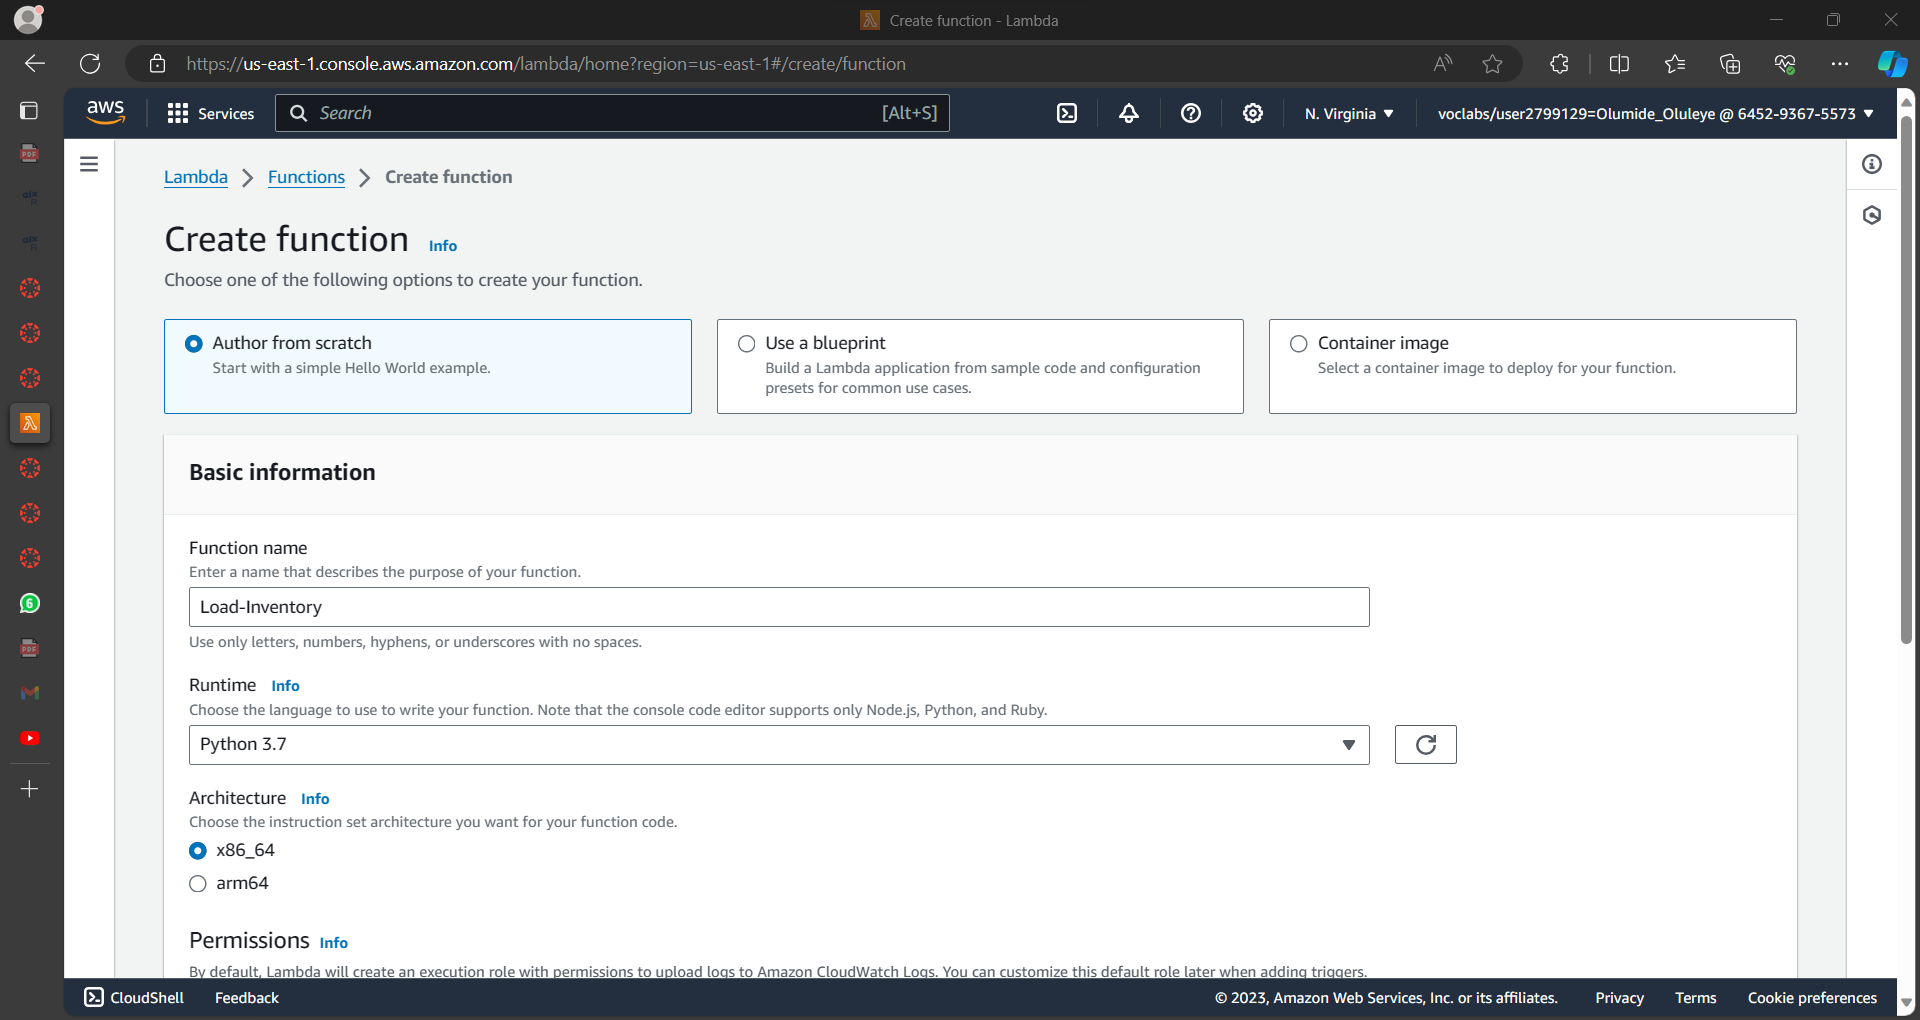 Create function - Lambda
https://us-east-1.console.aws.amazon.com/lambda/home?region=us-east-1#/create/function
aws
Services
Search
[Alt+S]
N. Virginia
voclabs/user2799129=Olumide_Oluleye @ 6452-9367-5573
Lambda > Functions > Create function
Create function Info
Choose one of the following options to create your function.
Author from scratch
Start with a simple Hello World example.
Use a blueprint
Build a Lambda application from sample code and configuration
presets for common use cases.
Container image
Select a container image to deploy for your function.
Basic information
Function name
Enter a name that describes the purpose of your function.
Load-Inventory
Use only letters, numbers, hyphens, or underscores with no spaces.
Runtime Info
Choose the language to use to write your function. Note that the console code editor supports only Node.js, Python, and Ruby.
Python 3.7
Architecture Info
Choose the instruction set architecture you want for your function code.
x86_64
arm64
Permissions Info
By default, Lambda will create an execution role with permissions to upload logs to Amazon CloudWatch Logs. You can customize this default role later when adding triggers.
CloudShell
Feedback
© 2023, Amazon Web Services, Inc. or its affiliates.
Privacy
Terms
Cookie preferences